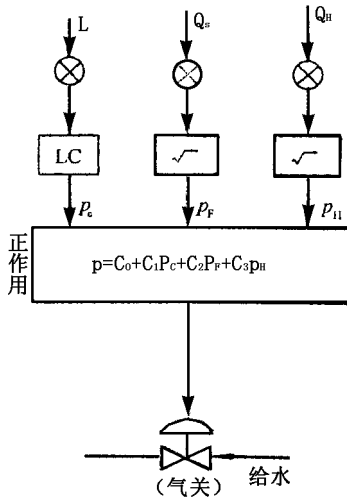 L
Qs
QH
LC
√
√
Pc
PF
PH
正作用
p=C₀+C₁Pc+C₂PF+C₃pH
给水
（气关）